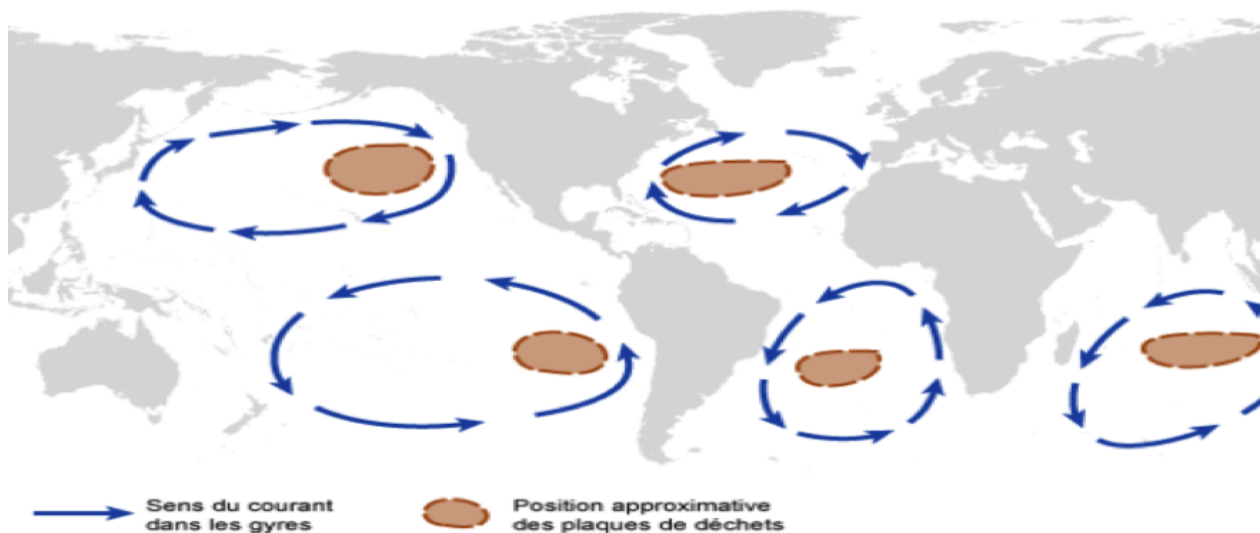 Sens du courant
dans les gyres
Position approximative
des plaques de déchets